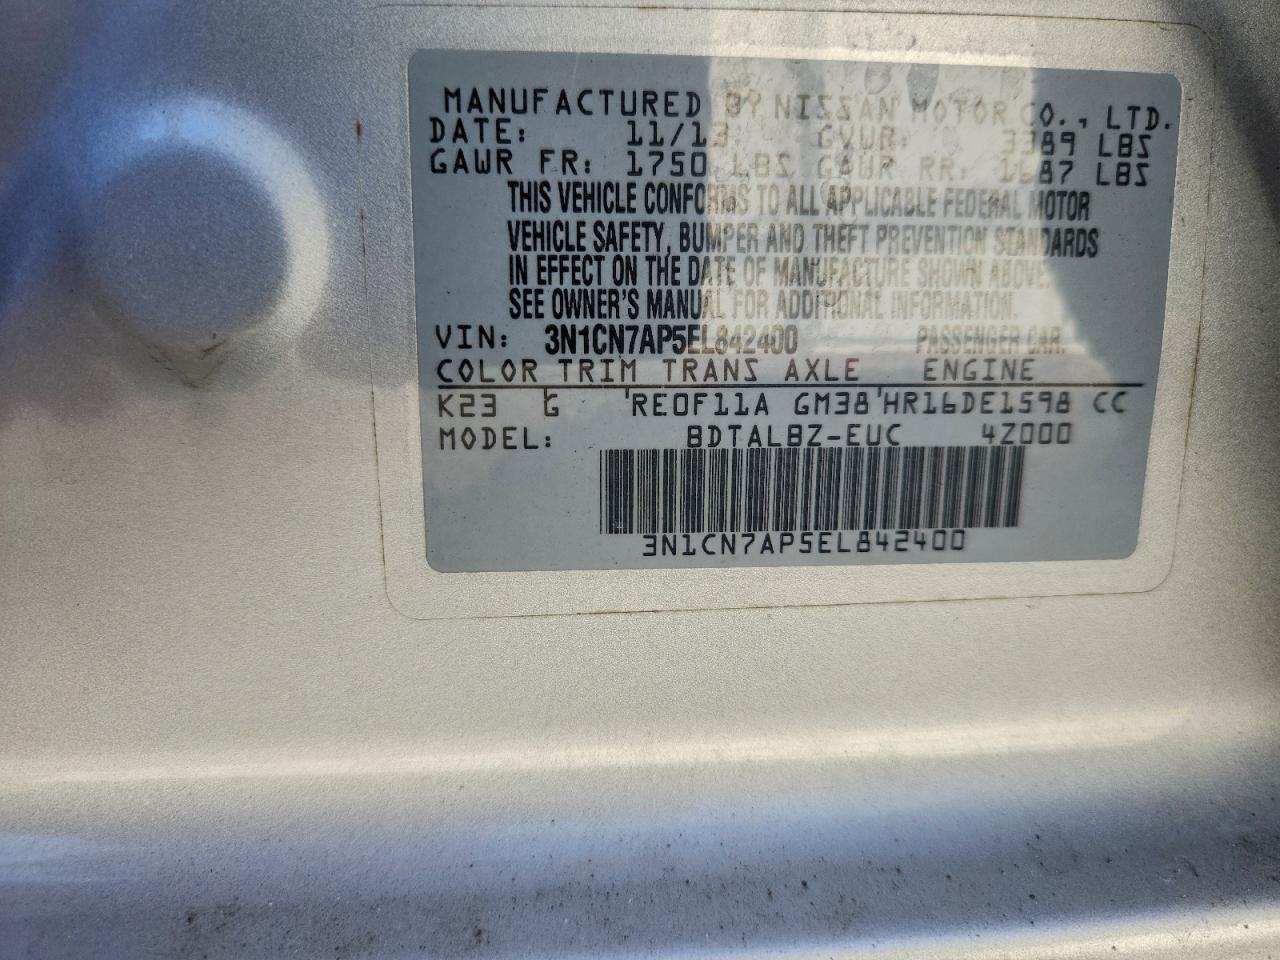 MANUFACTURED BY NISSAN MOTOR CO., LTD.
DATE: 11/13 GVWR: 3389 LBS
GAWR FR: 1750 LBS GAWR RR: 1687 LBS
THIS VEHICLE CONFORMS TO ALL APPLICABLE FEDERAL MOTOR
VEHICLE SAFETY, BUMPER AND THEFT PREVENTION STANDARDS
IN EFFECT ON THE DATE OF MANUFACTURE SHOWN ABOVE.
SEE OWNER'S MANUAL FOR ADDITIONAL INFORMATION.
VIN: 3N1CN7AP5EL842400 PASSENGER CAR.
COLOR TRIM TRANS AXLE ENGINE
K23 G 'RE0F11A GM38'HR16DE1598 CC
MODEL: BDTALBZ-EUC 4Z000
3N1CN7AP5EL842400